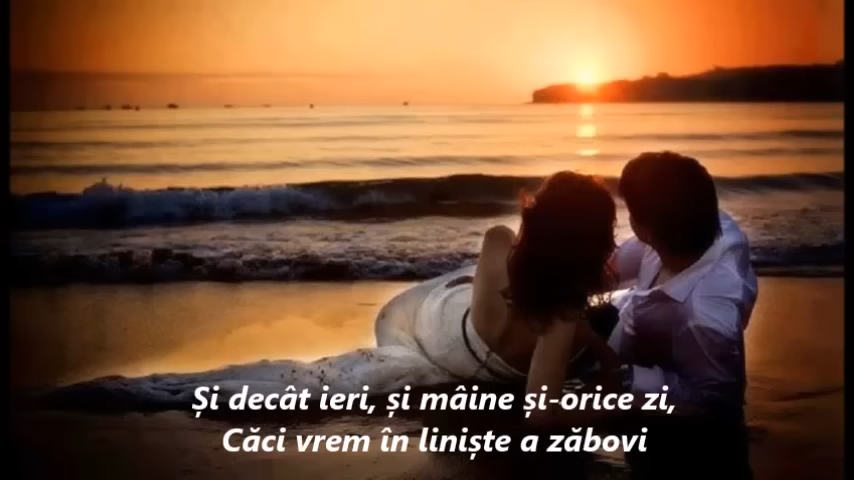 Și decât ieri, și mâine și-orice zi,
Căci vrem în liniște a zăbovi